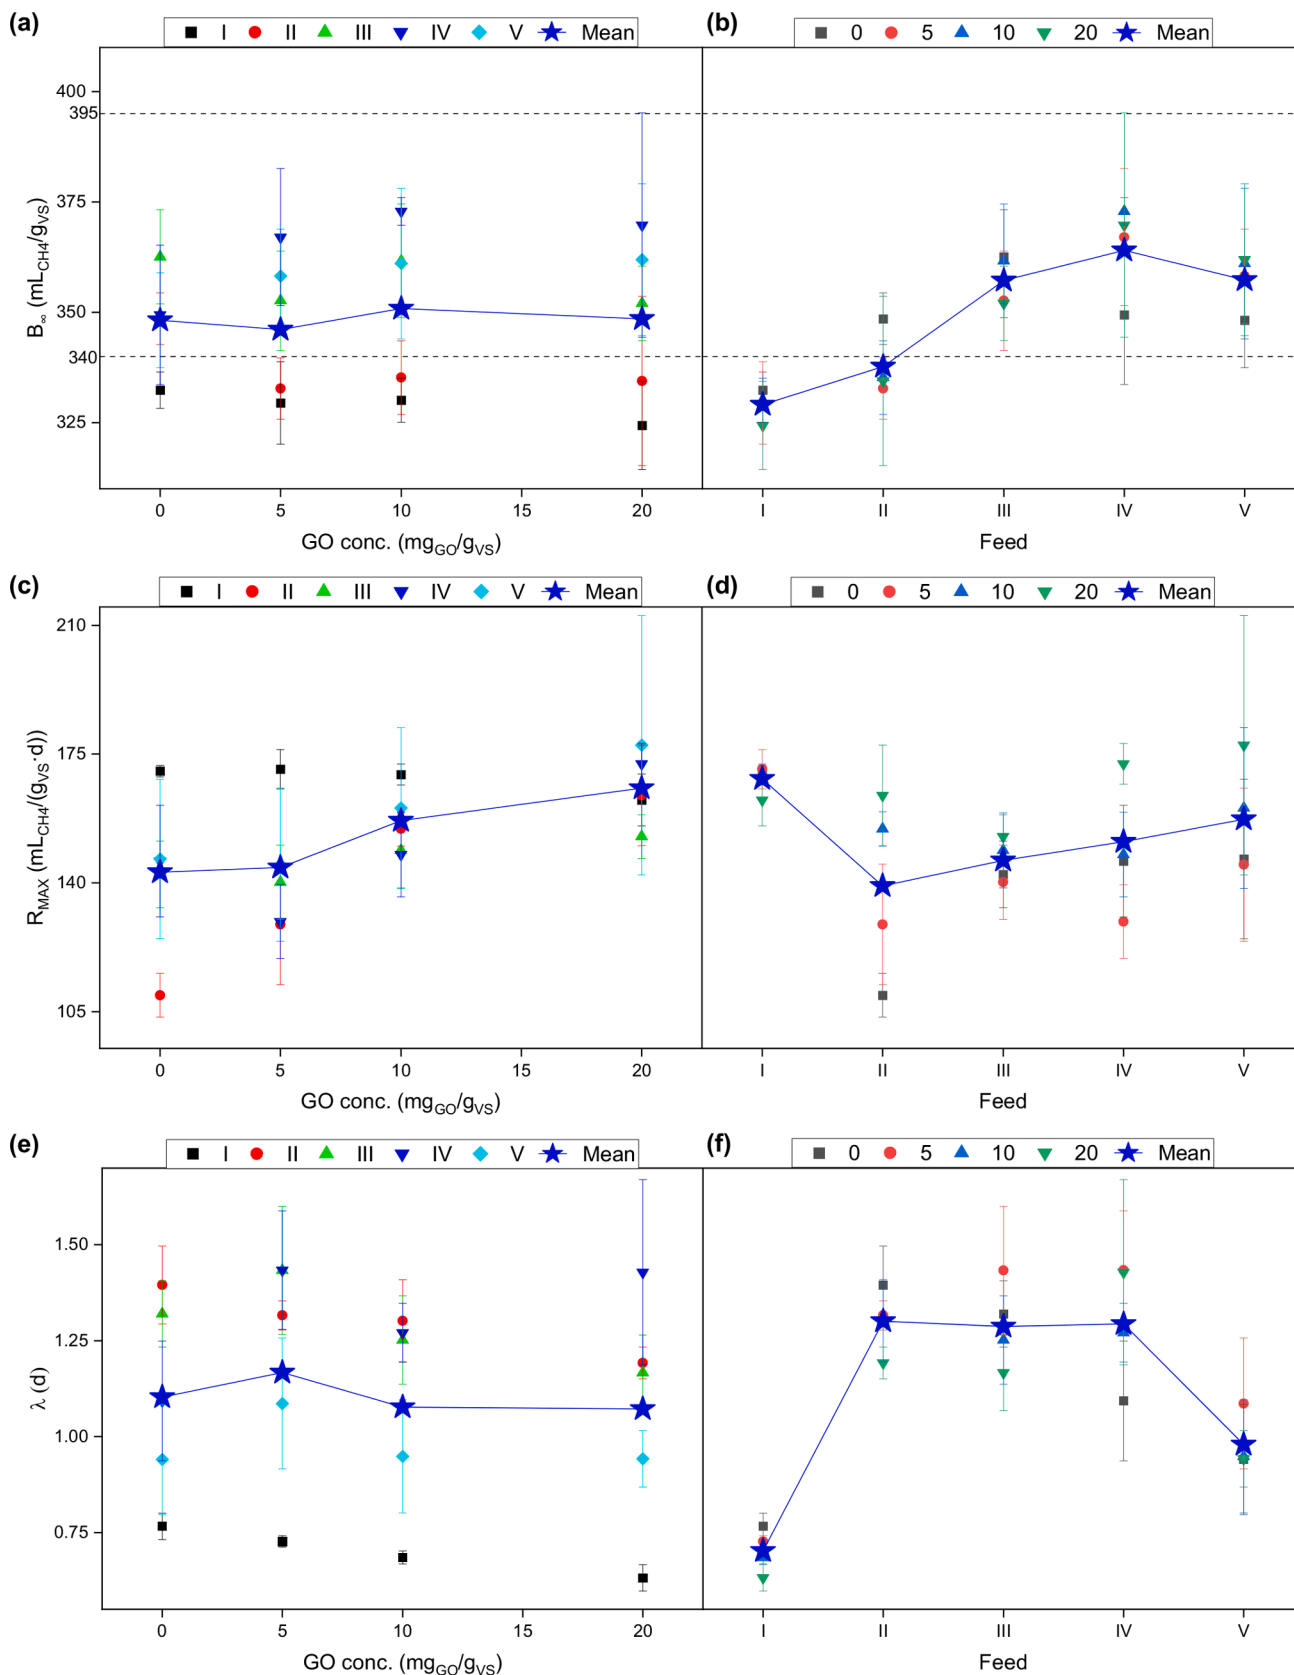 (a)
I II III IV V Mean
(b)
0 5 10 20 Mean
400
395
375
350
340
325
B∞ (mLCH4/gVS)
0 5 10 15 20
I II III IV V
GO conc. (mgGO/gVS)
Feed
(c)
I II III IV V Mean
(d)
0 5 10 20 Mean
210
175
140
105
RMAX (mLCH4/(gVS·d))
0 5 10 15 20
I II III IV V
GO conc. (mgGO/gVS)
Feed
(e)
I II III IV V Mean
(f)
0 5 10 20 Mean
1.50
1.25
1.00
0.75
λ (d)
0 5 10 15 20
I II III IV V
GO conc. (mgGO/gVS)
Feed